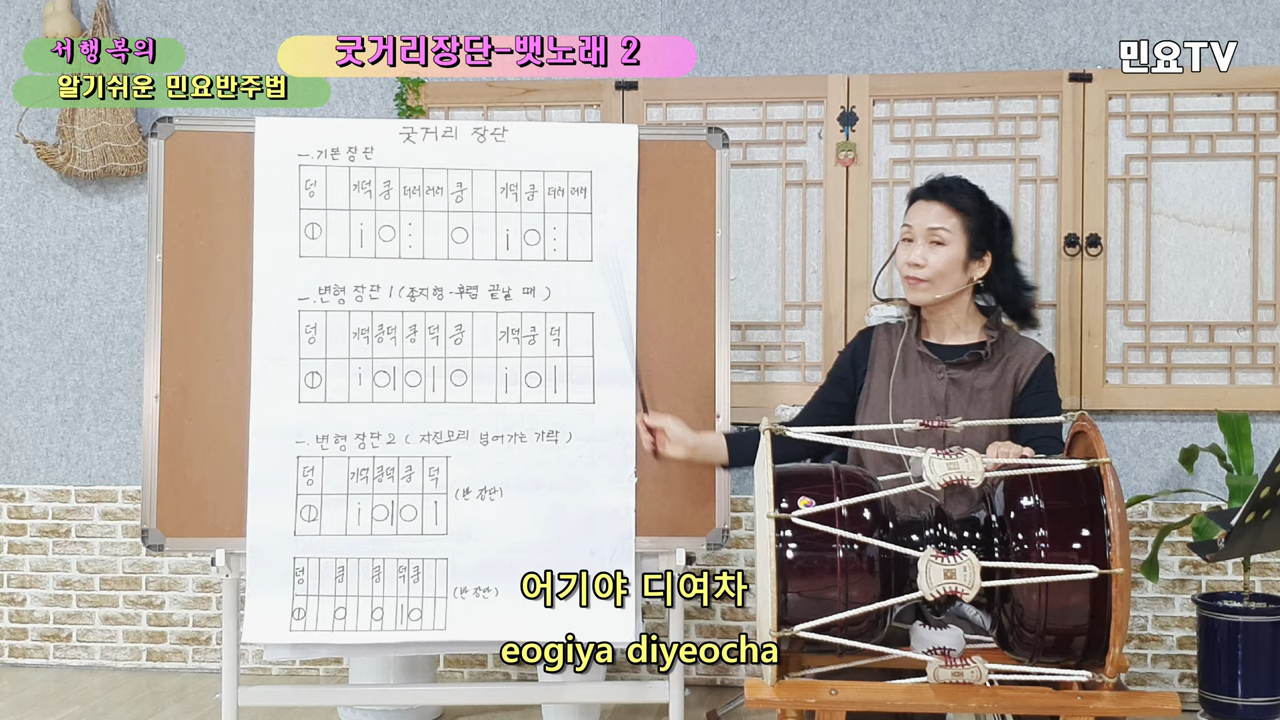 서행복의
알기쉬운 민요반주법
굿거리장단-뱃노래 2
민요TV
굿거리 장단
一. 기본장단
덩 기덕 쿵 더러 러러 쿵 기덕 쿵 더러 러러
一. 변형 장단 1 (종지형-후렴 끝날 때)
덩 기덕 쿵덕 쿵 덕 쿵 기덕 쿵 덕
一. 변형 장단 2 (자진모리 넘어가는 가락)
덩 기덕 쿵덕 쿵 덕
(반 장단)
덩 쿵 쿵 덕쿵
(반 장단)
어기야 디여차
eogiya diyeocha